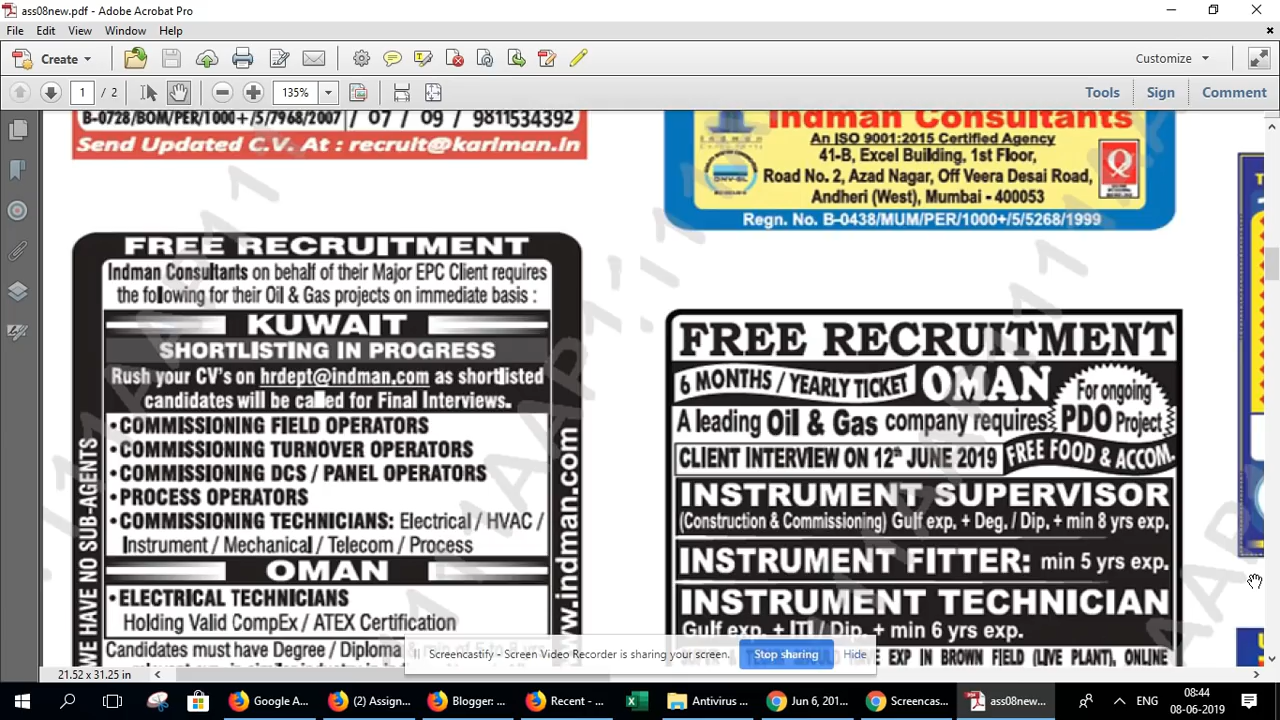 ass08new.pdf - Adobe Acrobat Pro
File Edit View Window Help
Create
Customize
1 / 2
135%
Tools Sign Comment
B-0728/BOM/PER/1000+/5/7968/2007 / 07 / 09 / 9811534392
Send Updated C.V. At : recruit@karlman.in
Indman Consultants
An ISO 9001:2015 Certified Agency
41-B, Excel Building, 1st Floor,
Road No. 2, Azad Nagar, Off Veera Desai Road,
Andheri (West), Mumbai - 400053
Regn. No. B-0438/MUM/PER/1000+/5/5268/1999
FREE RECRUITMENT
Indman Consultants on behalf of their Major EPC Client requires
the following for their Oil & Gas projects on immediate basis :
KUWAIT
SHORTLISTING IN PROGRESS
Rush your CV's on hrdept@indman.com as shortlisted
candidates will be called for Final Interviews.
• COMMISSIONING FIELD OPERATORS
• COMMISSIONING TURNOVER OPERATORS
• COMMISSIONING DCS / PANEL OPERATORS
• PROCESS OPERATORS
• COMMISSIONING TECHNICIANS: Electrical / HVAC /
Instrument / Mechanical / Telecom / Process
OMAN
• ELECTRICAL TECHNICIANS
Holding Valid CompEx / ATEX Certification
Candidates must have Degree / Diploma
WE HAVE NO SUB-AGENTS
www.indman.com
FREE RECRUITMENT
6 MONTHS / YEARLY TICKET OMAN
For ongoing
PDO Project
A leading Oil & Gas company requires
CLIENT INTERVIEW ON 12th JUNE 2019
FREE FOOD & ACCOM.
INSTRUMENT SUPERVISOR
(Construction & Commissioning) Gulf exp. + Deg. / Dip. + min 8 yrs exp.
INSTRUMENT FITTER: min 5 yrs exp.
INSTRUMENT TECHNICIAN
Gulf exp. + ITI / Dip. + min 6 yrs exp.
EXP IN BROWN FIELD (LIVE PLANT), ONLINE
Screencastify - Screen Video Recorder is sharing your screen. Stop sharing Hide
21.52 x 31.25 in
Google A...
(2) Assign...
Blogger: ...
Recent - ...
Antivirus ...
Jun 6, 201...
Screencas...
ass08new...
ENG
08:44
08-06-2019